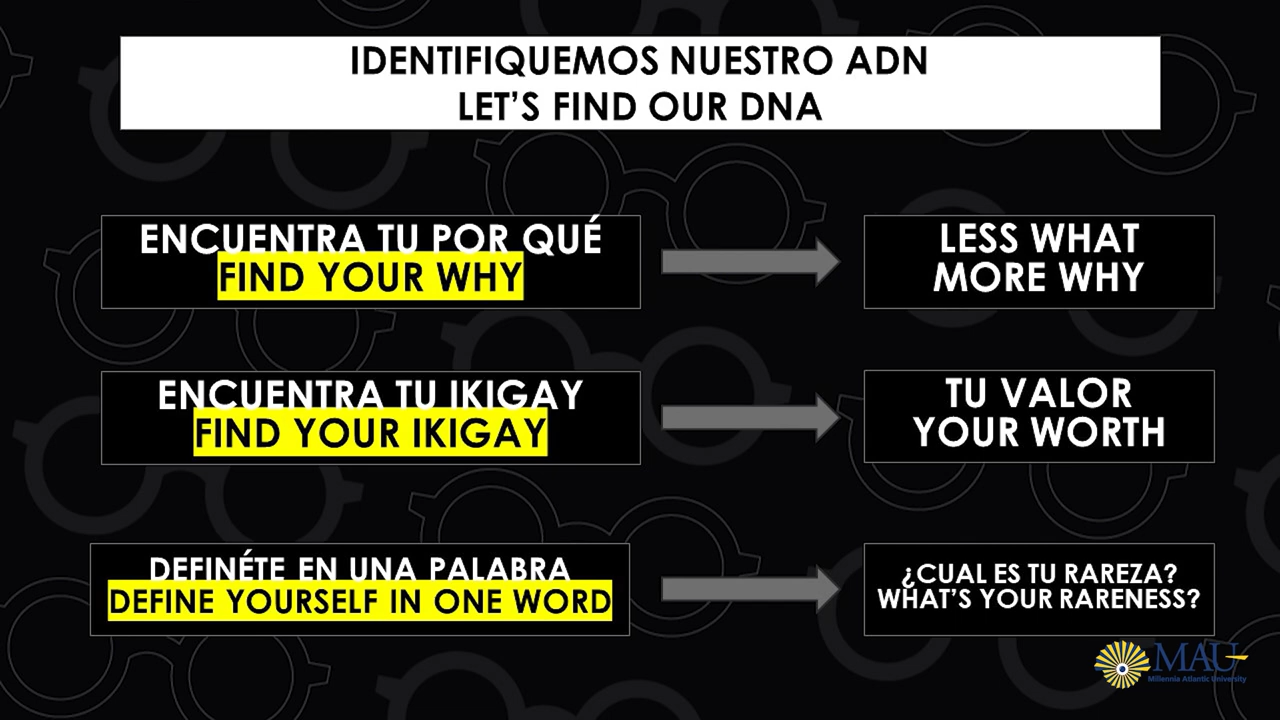 IDENTIFIQUEMOS NUESTRO ADN
LET'S FIND OUR DNA
ENCUENTRA TU POR QUÉ
FIND YOUR WHY
LESS WHAT
MORE WHY
ENCUENTRA TU IKIGAY
FIND YOUR IKIGAY
TU VALOR
YOUR WORTH
DEFINÉTE EN UNA PALABRA
DEFINE YOURSELF IN ONE WORD
¿CUAL ES TU RAREZA?
WHAT'S YOUR RARENESS?
MAU
Millennia Atlantic University